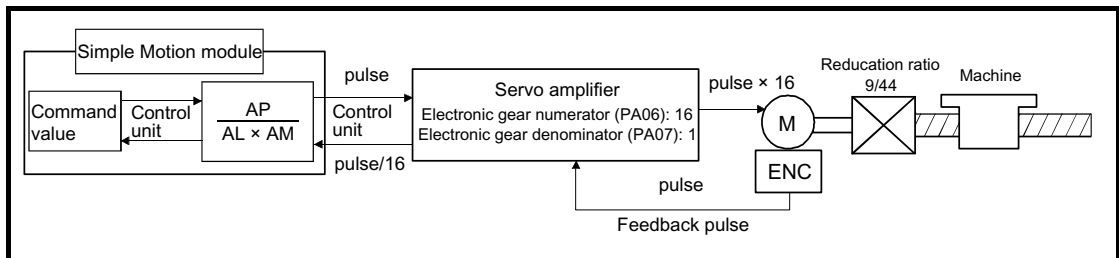 Simple Motion module
Command
value
Control
unit
AP
AL × AM
pulse
Control
unit
pulse/16
Servo amplifier
Electronic gear numerator (PA06): 16
Electronic gear denominator (PA07): 1
pulse × 16
M
ENC
pulse
Feedback pulse
Reducation ratio
9/44
Machine